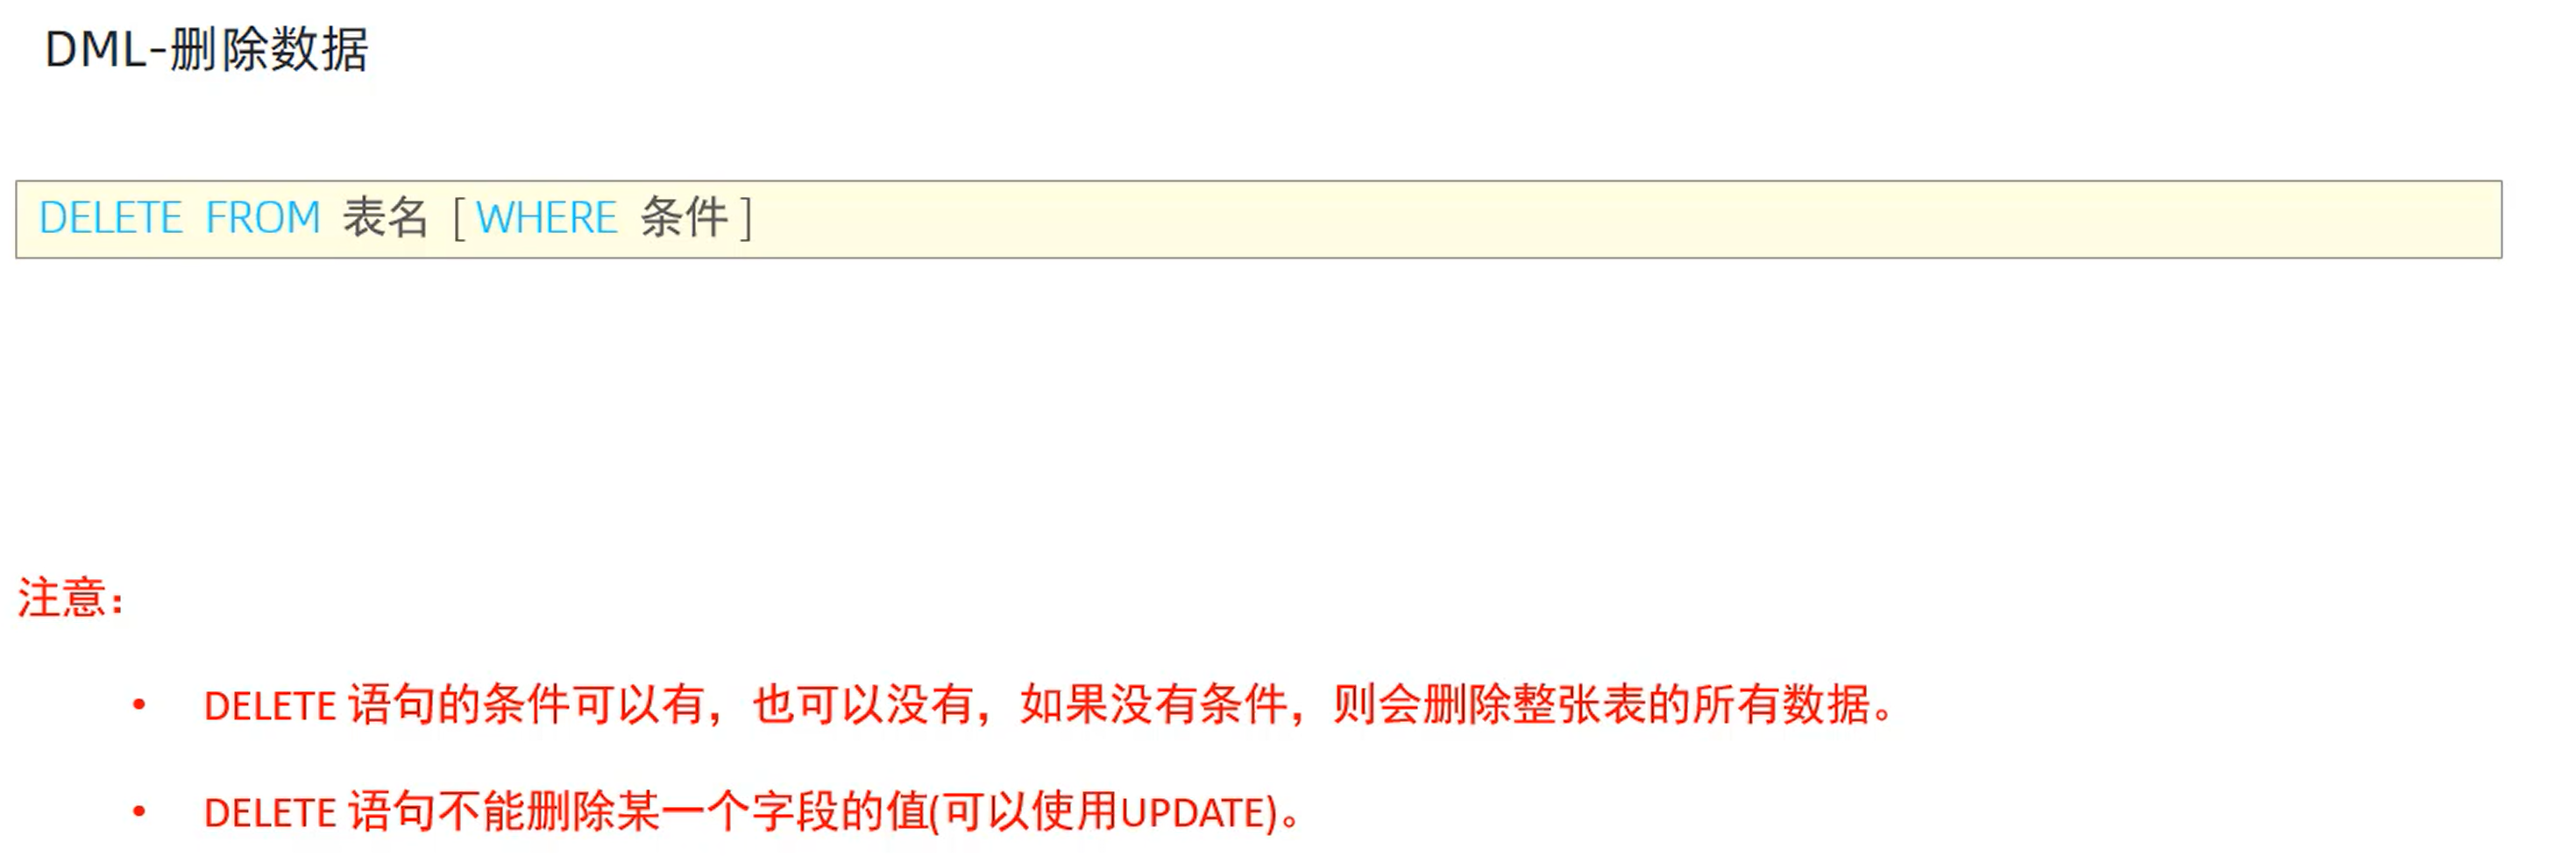 DML-删除数据
DELETE FROM 表名 [ WHERE 条件 ]
注意：
• DELETE 语句的条件可以有，也可以没有，如果没有条件，则会删除整张表的所有数据。
• DELETE 语句不能删除某一个字段的值(可以使用UPDATE)。